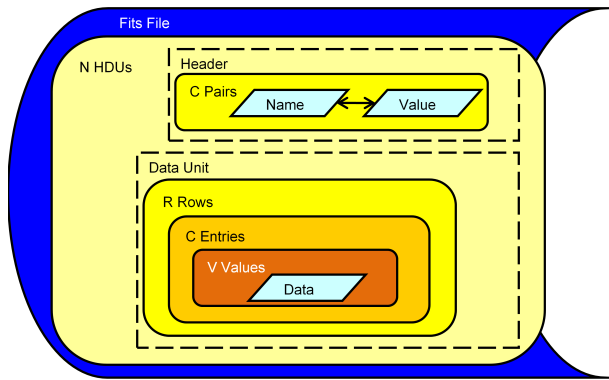 Fits File
N HDUs
Header
C Pairs
Name
Value
Data Unit
R Rows
C Entries
V Values
Data